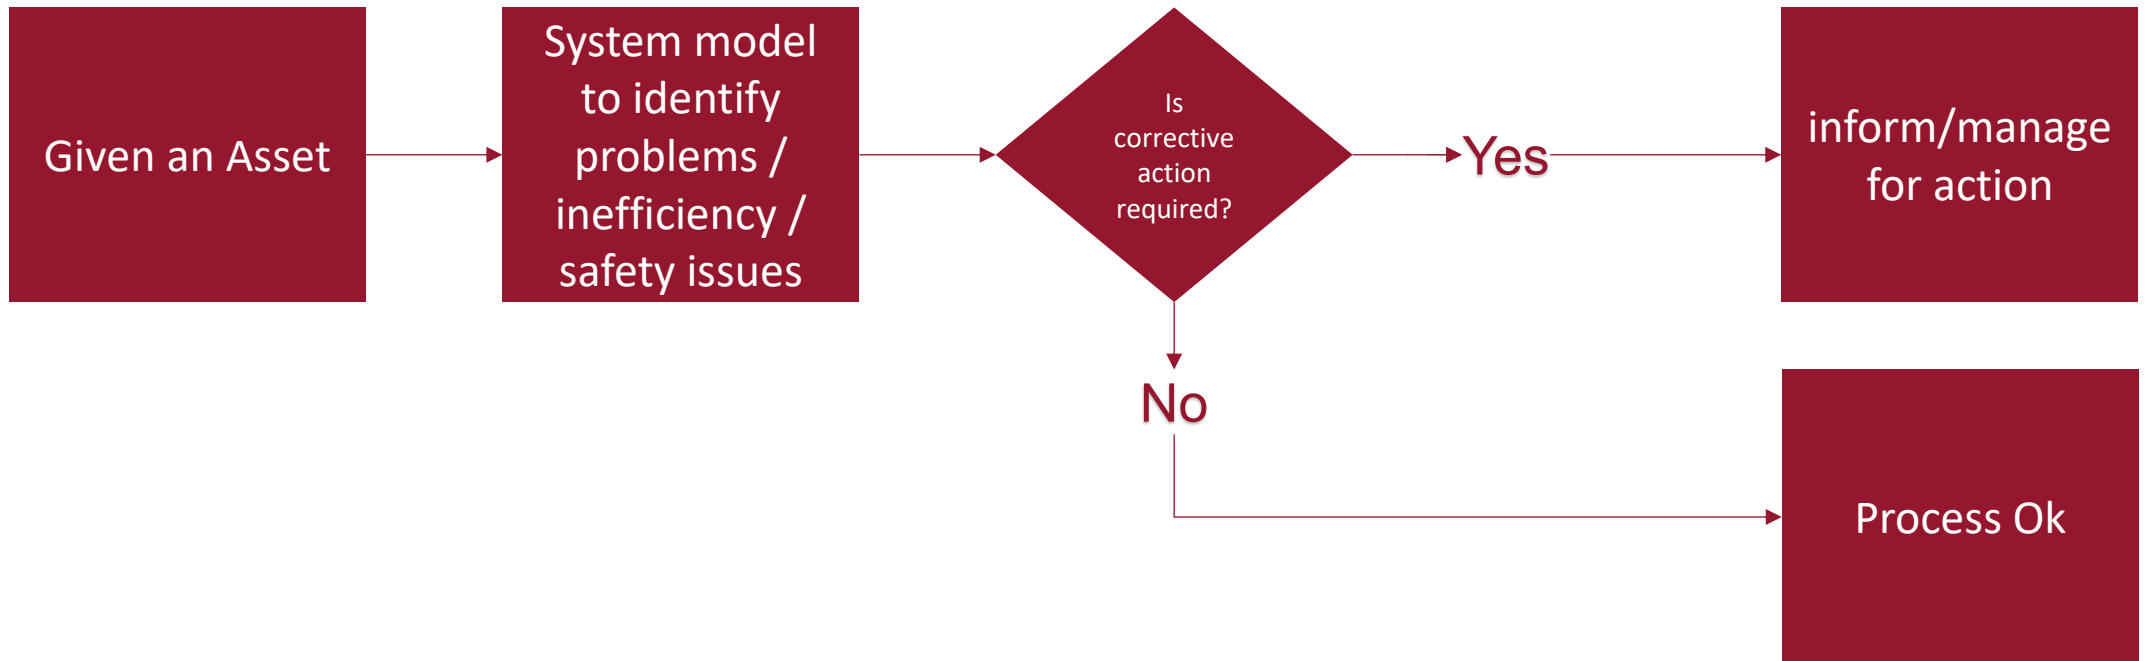 Given an Asset
System model
to identify
problems /
inefficiency /
safety issues
Is
corrective
action
required?
Yes
inform/manage
for action
No
Process Ok